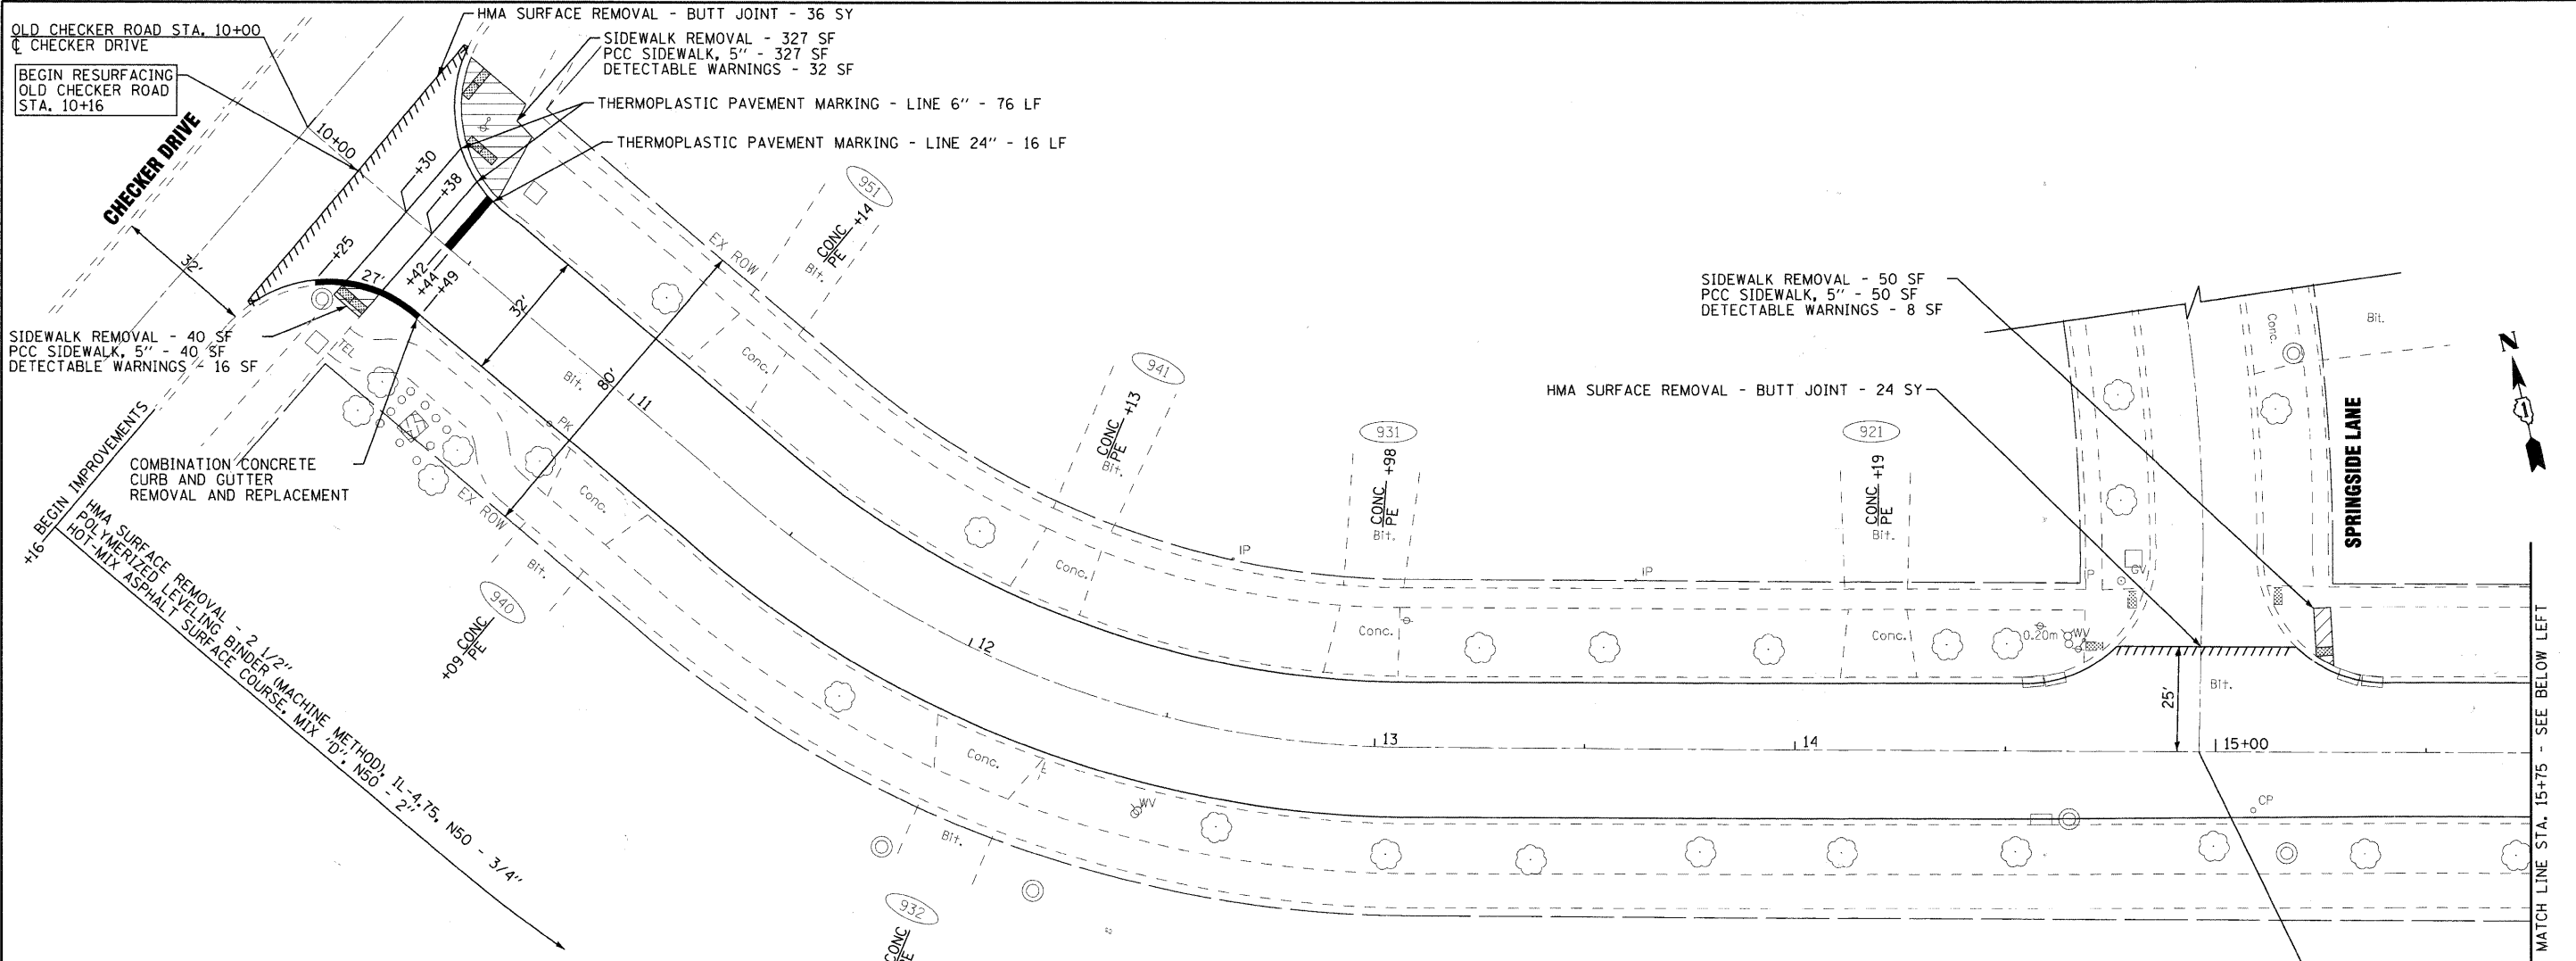 HMA SURFACE REMOVAL - BUTT JOINT - 36 SY
OLD CHECKER ROAD STA. 10+00
℄ CHECKER DRIVE
BEGIN RESURFACING
OLD CHECKER ROAD
STA. 10+16
SIDEWALK REMOVAL - 327 SF
PCC SIDEWALK, 5" - 327 SF
DETECTABLE WARNINGS - 32 SF
THERMOPLASTIC PAVEMENT MARKING - LINE 6" - 76 LF
THERMOPLASTIC PAVEMENT MARKING - LINE 24" - 16 LF
CHECKER DRIVE
10+00
+30
+38
+25
27'
+42
+44
+49
32'
32'
80'
EX ROW
951
CONC +14
PE
Bit.
SIDEWALK REMOVAL - 40 SF
PCC SIDEWALK, 5" - 40 SF
DETECTABLE WARNINGS - 16 SF
TEL
Bit.
11
PK
Conc.
Conc.
EX ROW
COMBINATION CONCRETE
CURB AND GUTTER
REMOVAL AND REPLACEMENT
+16 BEGIN IMPROVEMENTS
HMA SURFACE REMOVAL - 2 1/2"
POLYMERIZED LEVELING BINDER (MACHINE METHOD), IL-4.75, N50 - 3/4"
HOT-MIX ASPHALT SURFACE COURSE, MIX "D", N50 - 2"
Bit.
940
+09 CONC
PE
941
CONC +13
PE
Bit.
Conc.
12
IP
931
CONC +98
PE
Bit.
Conc.
IP
921
CONC +19
PE
Bit.
Conc.
SIDEWALK REMOVAL - 50 SF
PCC SIDEWALK, 5" - 50 SF
DETECTABLE WARNINGS - 8 SF
HMA SURFACE REMOVAL - BUTT JOINT - 24 SY
Conc.
Bit.
SPRINGSIDE LANE
N
1
GV
IP
0.20m
WV
Bit.
25'
13
14
15+00
CP
Conc.
WV
Bit.
932
CONC
PE
MATCH LINE STA. 15+75 - SEE BELOW LEFT